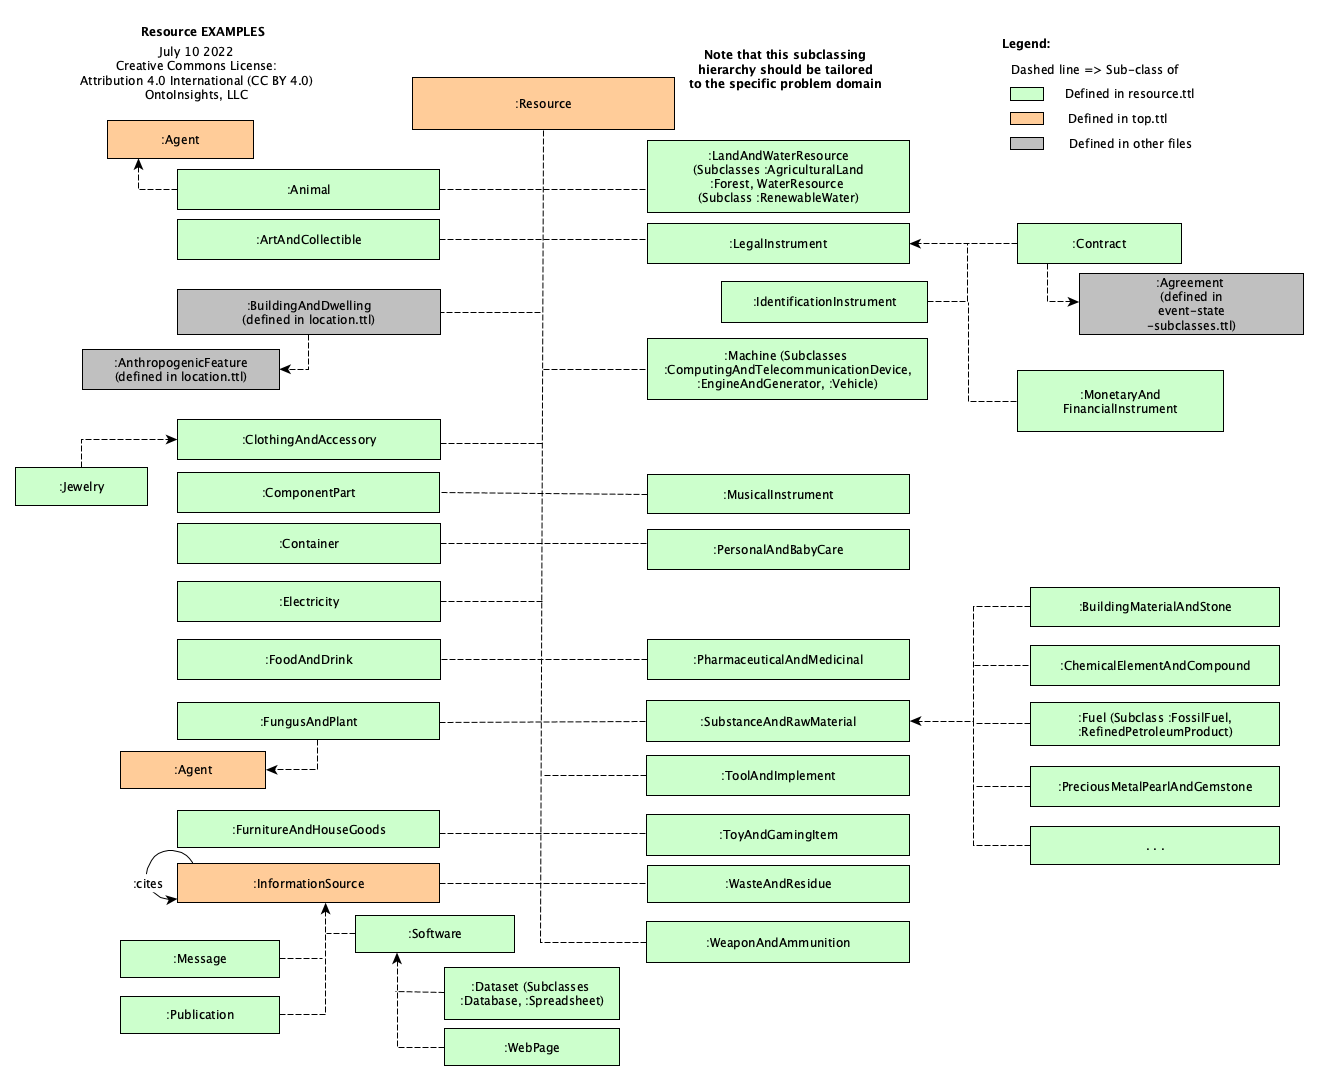 Resource EXAMPLES
July 10 2022
Creative Commons License:
Attribution 4.0 International (CC BY 4.0)
OntoInsights, LLC
Note that this subclassing
hierarchy should be tailored
to the specific problem domain
Legend:
Dashed line => Sub-class of
Defined in resource.ttl
Defined in top.ttl
Defined in other files
:Resource
:Agent
:Animal
:ArtAndCollectible
:BuildingAndDwelling
(defined in location.ttl)
:AnthropogenicFeature
(defined in location.ttl)
:ClothingAndAccessory
:Jewelry
:ComponentPart
:Container
:Electricity
:FoodAndDrink
:FungusAndPlant
:Agent
:FurnitureAndHouseGoods
:cites
:InformationSource
:Software
:Message
:Publication
:Dataset (Subclasses
:Database, :Spreadsheet)
:WebPage
:LandAndWaterResource
(Subclasses :AgriculturalLand
:Forest, WaterResource
(Subclass :RenewableWater)
:LegalInstrument
:Contract
:Agreement
(defined in
event-state
-subclasses.ttl)
:IdentificationInstrument
:MonetaryAnd
FinancialInstrument
:Machine (Subclasses
:ComputingAndTelecommunicationDevice,
:EngineAndGenerator, :Vehicle)
:MusicalInstrument
:PersonalAndBabyCare
:PharmaceuticalAndMedicinal
:SubstanceAndRawMaterial
:ToolAndImplement
:ToyAndGamingItem
:WasteAndResidue
:WeaponAndAmmunition
:BuildingMaterialAndStone
:ChemicalElementAndCompound
:Fuel (Subclass :FossilFuel,
:RefinedPetroleumProduct)
:PreciousMetalPearlAndGemstone
. . .